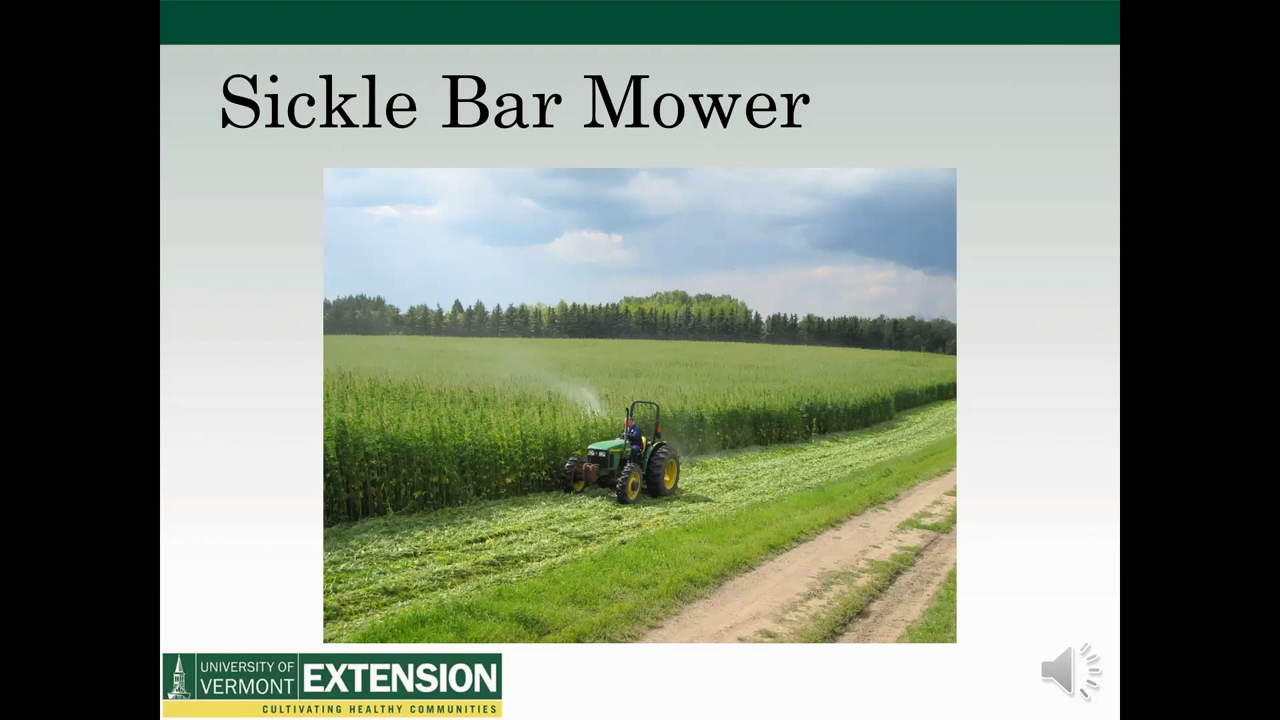 Sickle Bar Mower
UNIVERSITY OF
VERMONT
EXTENSION
CULTIVATING HEALTHY COMMUNITIES